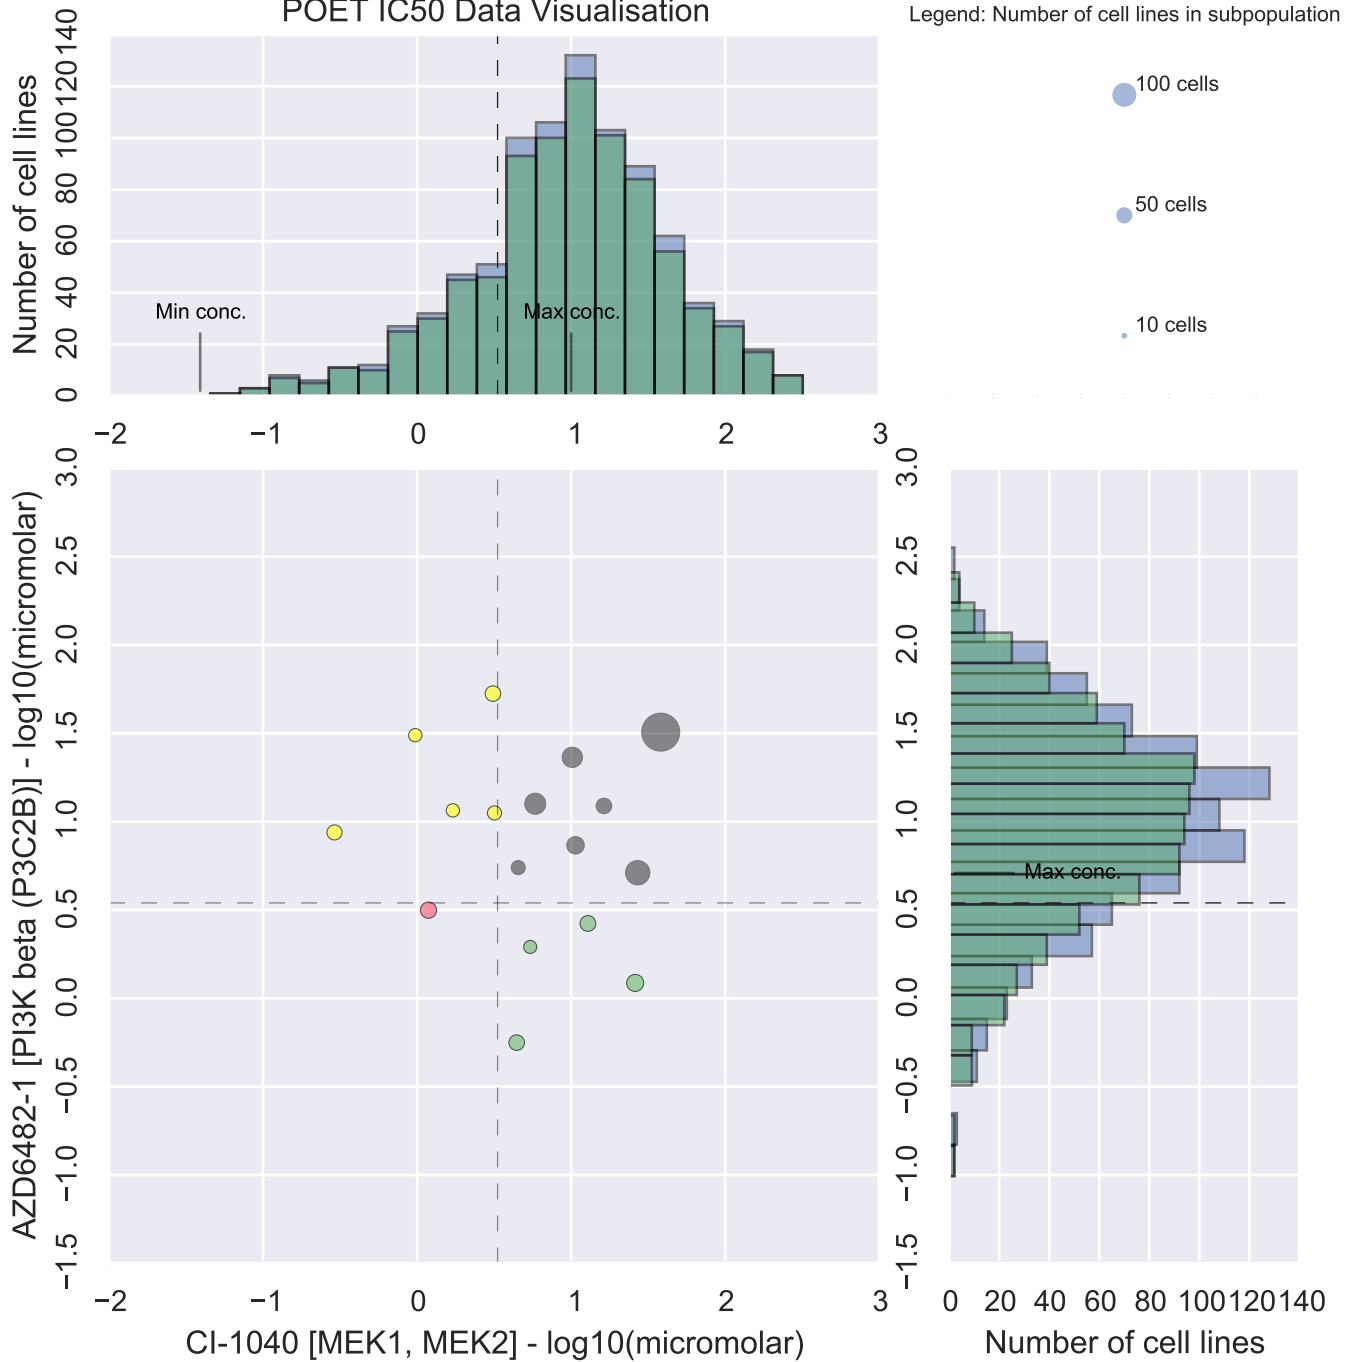 POET IC50 Data Visualisation
Legend: Number of cell lines in subpopulation
Number of cell lines
0 20 40 60 80 100 120 140
Min conc.
Max conc.
−2 −1 0 1 2 3
100 cells
50 cells
10 cells
AZD6482-1 [PI3K beta (P3C2B)] - log10(micromolar)
−1.5 −1.0 −0.5 0.0 0.5 1.0 1.5 2.0 2.5 3.0
−2 −1 0 1 2 3
CI-1040 [MEK1, MEK2] - log10(micromolar)
−1.5 −1.0 −0.5 0.0 0.5 1.0 1.5 2.0 2.5 3.0
Max conc.
0 20 40 60 80 100 120 140
Number of cell lines